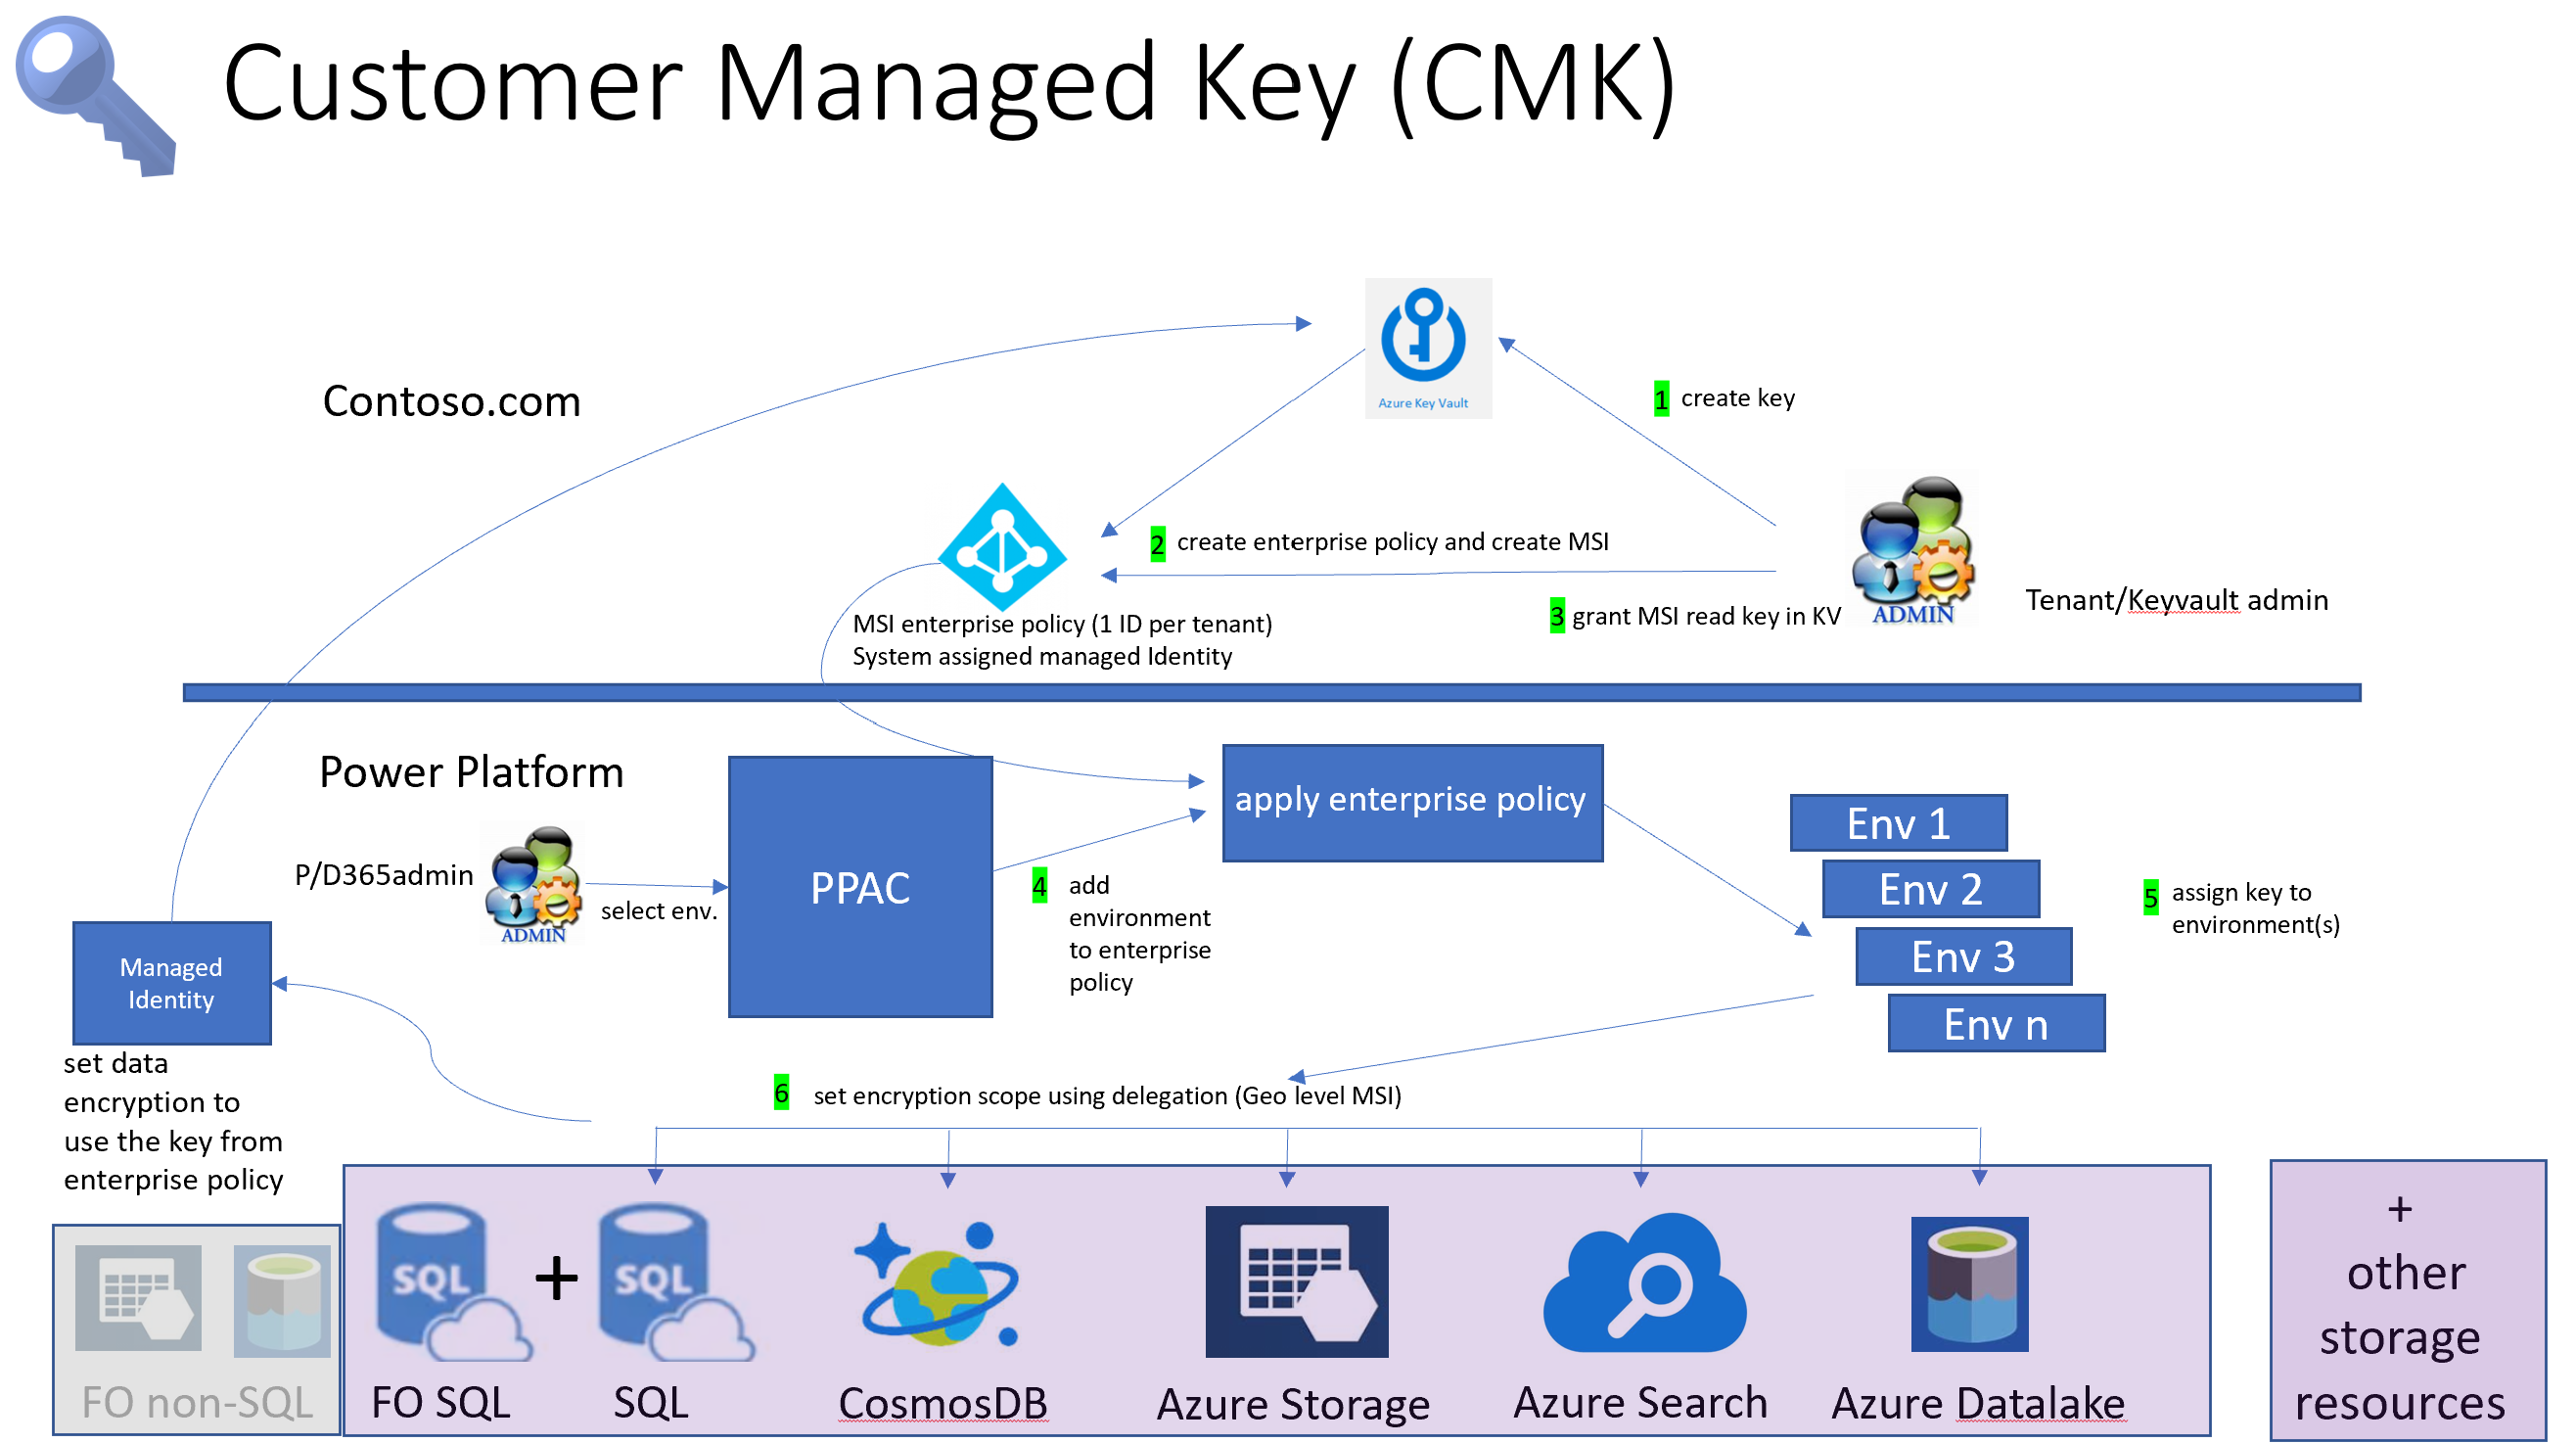 Customer Managed Key (CMK)
Contoso.com
Azure Key Vault
1 create key
2 create enterprise policy and create MSI
3 grant MSI read key in KV
ADMIN
Tenant/Keyvault admin
MSI enterprise policy (1 ID per tenant)
System assigned managed Identity
Power Platform
P/D365admin
ADMIN
select env.
PPAC
4 add
environment
to enterprise
policy
apply enterprise policy
Env 1
Env 2
Env 3
Env n
5 assign key to
environment(s)
Managed
Identity
set data
encryption to
use the key from
enterprise policy
6 set encryption scope using delegation (Geo level MSI)
FO non-SQL
SQL
FO SQL
+
SQL
SQL
CosmosDB
Azure Storage
Azure Search
Azure Datalake
+
other
storage
resources